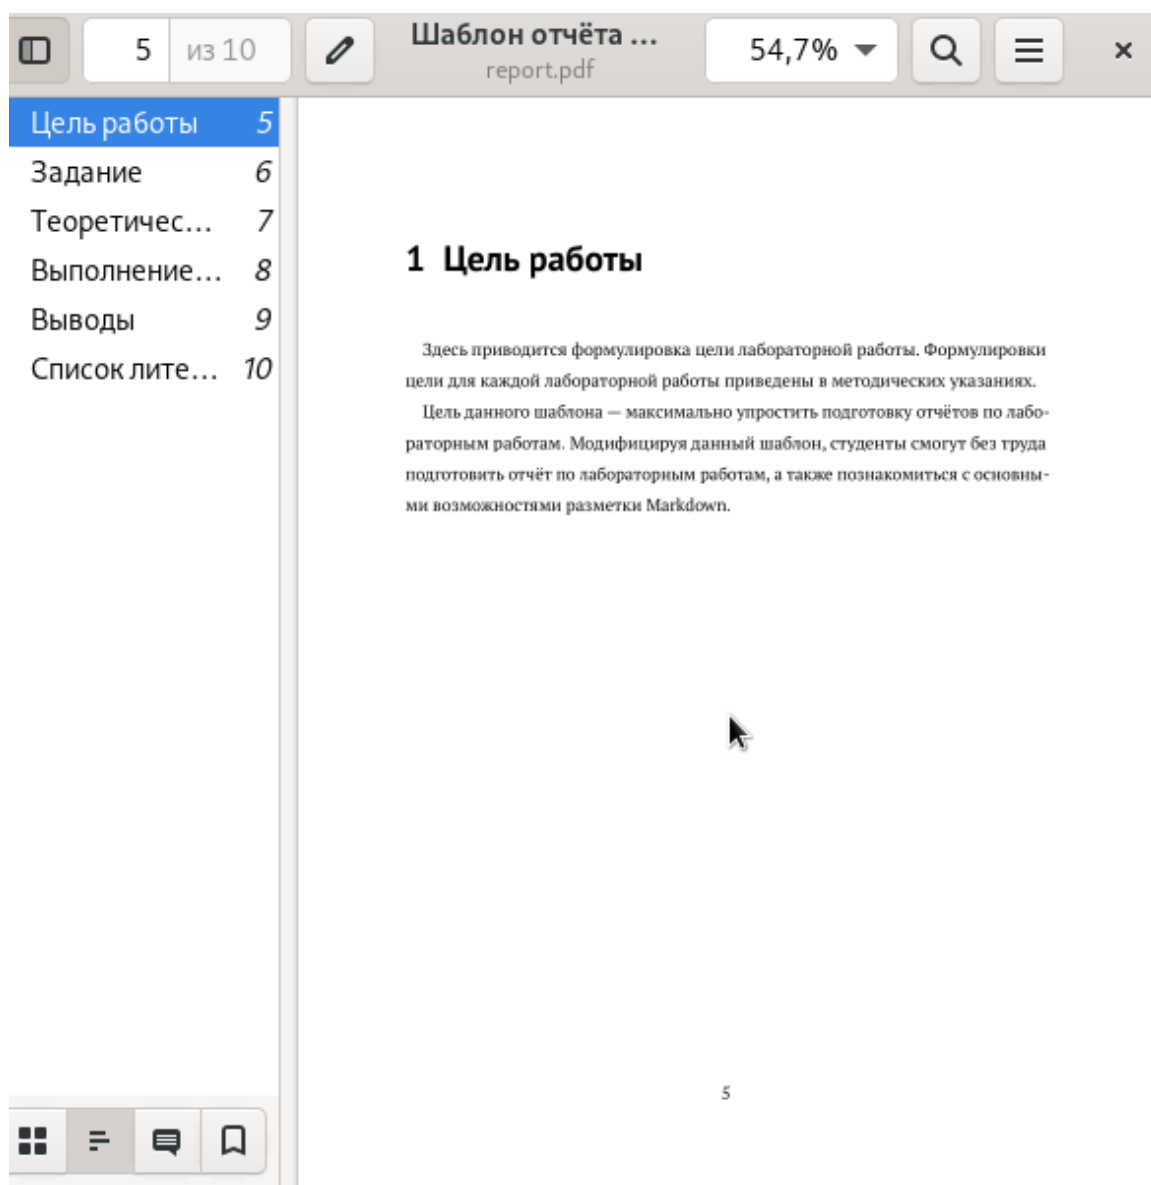 5 из 10
Шаблон отчёта ...
report.pdf
54,7%
Цель работы 5
Задание 6
Теоретичес... 7
Выполнение... 8
Выводы 9
Список лите... 10
1 Цель работы
Здесь приводится формулировка цели лабораторной работы. Формулировки
цели для каждой лабораторной работы приведены в методических указаниях.
Цель данного шаблона — максимально упростить подготовку отчётов по лабо-
раторным работам. Модифицируя данный шаблон, студенты смогут без труда
подготовить отчёт по лабораторным работам, а также познакомиться с основны-
ми возможностями разметки Markdown.
5